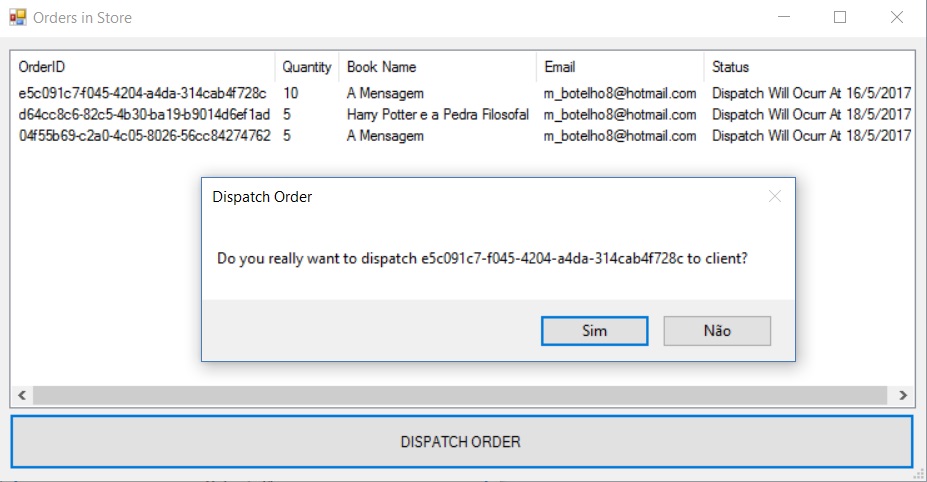 Orders in Store
OrderID Quantity Book Name Email Status
e5c091c7-f045-4204-a4da-314cab4f728c 10 A Mensagem m_botelho8@hotmail.com Dispatch Will Ocurr At 16/5/2017
d64cc8c6-82c5-4b30-ba19-b9014d6ef1ad 5 Harry Potter e a Pedra Filosofal m_botelho8@hotmail.com Dispatch Will Ocurr At 18/5/2017
04f55b69-c2a0-4c05-8026-56cc84274762 5 A Mensagem m_botelho8@hotmail.com Dispatch Will Ocurr At 18/5/2017
Dispatch Order
Do you really want to dispatch e5c091c7-f045-4204-a4da-314cab4f728c to client?
Sim Não
DISPATCH ORDER